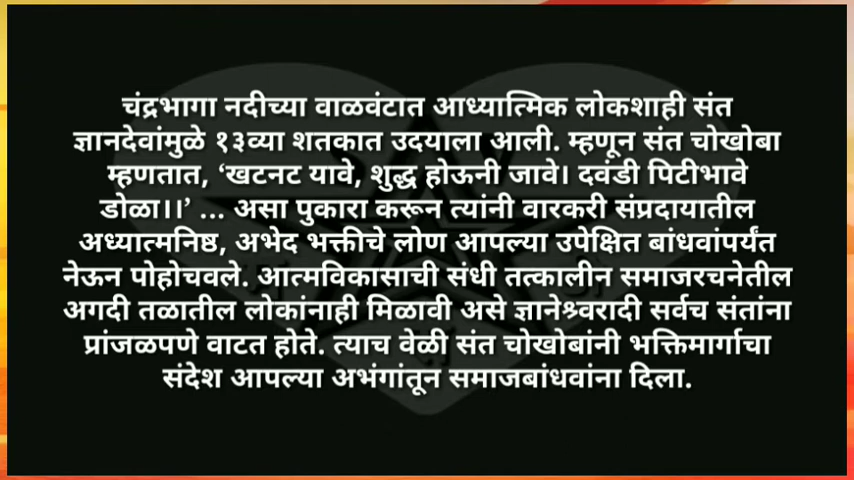 चंद्रभागा नदीच्या वाळवंटात आध्यात्मिक लोकशाही संत
ज्ञानदेवांमुळे १३व्या शतकात उदयाला आली. म्हणून संत चोखोबा
म्हणतात, ‘खटनट यावे, शुद्ध होऊनी जावे। दवंडी पिटीभावे
डोळा।।’ ... असा पुकारा करून त्यांनी वारकरी संप्रदायातील
अध्यात्मनिष्ठ, अभेद भक्तीचे लोण आपल्या उपेक्षित बांधवांपर्यंत
नेऊन पोहोचवले. आत्मविकासाची संधी तत्कालीन समाजरचनेतील
अगदी तळातील लोकांनाही मिळावी असे ज्ञानेश्र्वरादी सर्वच संतांना
प्रांजळपणे वाटत होते. त्याच वेळी संत चोखोबांनी भक्तिमार्गाचा
संदेश आपल्या अभंगांतून समाजबांधवांना दिला.